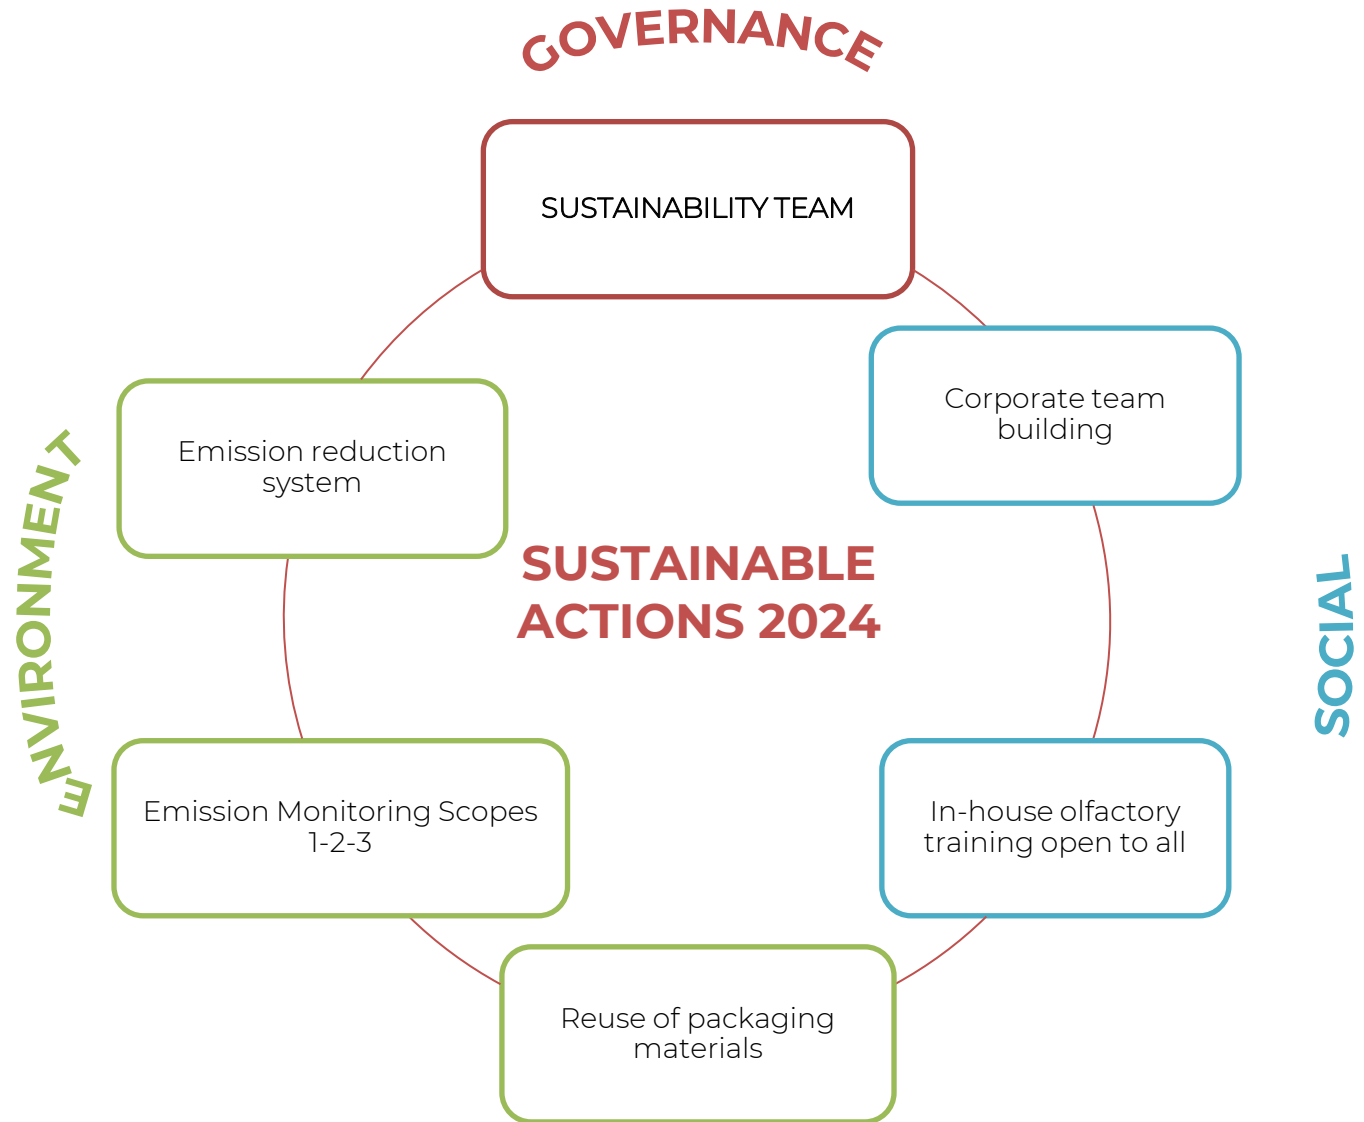 GOVERNANCE
SUSTAINABILITY TEAM
Corporate team
building
Emission reduction
system
ENVIRONMENT
SUSTAINABLE
ACTIONS 2024
SOCIAL
Emission Monitoring Scopes
1-2-3
In-house olfactory
training open to all
Reuse of packaging
materials